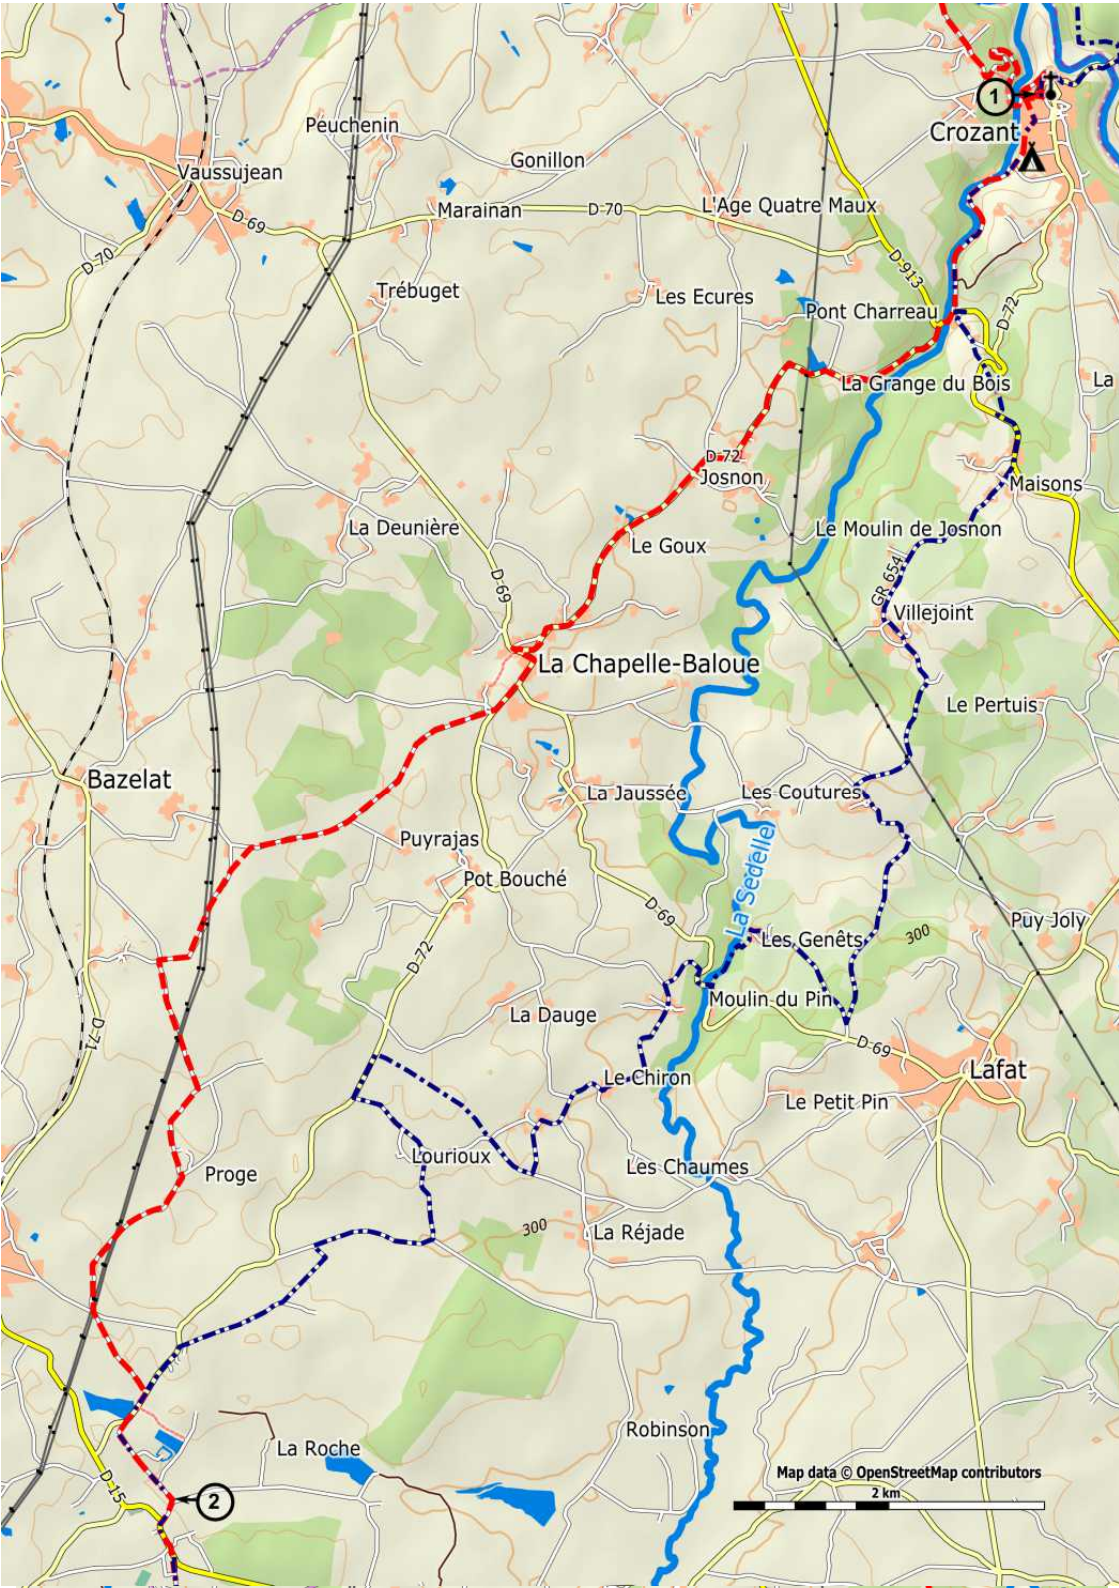 1
Crozant
Peuchenin
Gonillon
Vaussujean
D-69
Marainan
D-70
L'Age Quatre Maux
D-70
D-913
Trébuget
Les Ecures
Pont Charreau
D-72
La Grange du Bois
La
D-72
Josnon
Maisons
La Deunière
Le Goux
Le Moulin de Josnon
D-69
GR 654
Villejoint
La Chapelle-Baloue
Le Pertuis
Bazelat
La Jaussée
Les Coutures
Puyrajas
Pot Bouché
La Sedelle
D-69
Les Genêts
300
Puy Joly
D-72
La Dauge
Moulin du Pin
D-71
D 69
Lafat
Le Chiron
Le Petit Pin
Lourioux
Les Chaumes
Proge
300
La Réjade
Robinson
La Roche
D-15
2
Map data © OpenStreetMap contributors
2 km